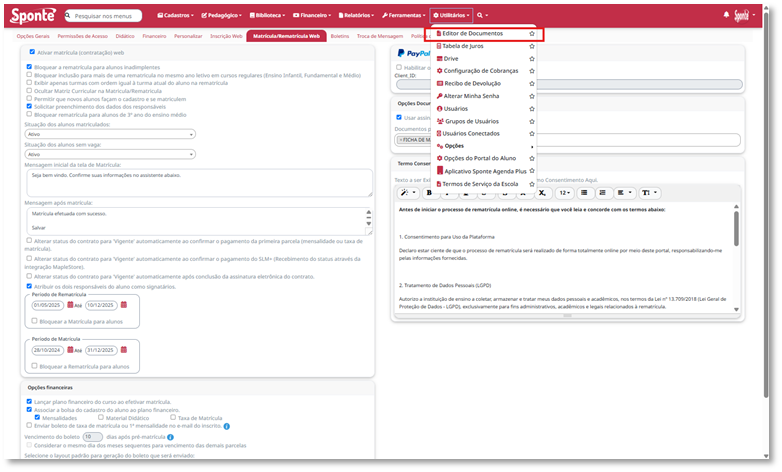 Sponte
Pesquisar nos menus
Cadastros
Pedagógico
Biblioteca
Financeiro
Relatórios
Ferramentas
Utilitários
Sponte
Opções Gerais
Permissões de Acesso
Didático
Financeiro
Personalizar
Inscrição Web
Matrícula/Rematrícula Web
Boletins
Troca de Mensagem
Ativar matrícula (contratação) web
Bloquear a rematrícula para alunos inadimplentes
Bloquear inclusão para mais de uma rematrícula no mesmo ano letivo em cursos regulares (Ensino Infantil, Fundamental e Médio)
Exibir apenas turmas com ordem igual à turma atual do aluno na rematrícula
Ocultar Matriz Curricular na Matrícula/Rematrícula
Permitir que novos alunos façam o cadastro e se matriculem
Solicitar preenchimento dos dados dos responsáveis
Bloquear rematrícula para alunos de 3º ano do ensino médio
Situação dos alunos matriculados:
Ativo
Situação dos alunos sem vaga:
Ativo
Mensagem inicial da tela de Matrícula:
Seja bem vindo. Confirme suas informações no assistente abaixo.
Mensagem após matrícula:
Matrícula efetuada com sucesso.
Salvar
Alterar status do contrato para 'Vigente' automaticamente ao confirmar o pagamento da primeira parcela (mensalidade ou taxa de
matrícula).
Alterar status do contrato para 'Vigente' automaticamente ao confirmar o pagamento do SLM+ (Recebimento do status através da
integração MapleStore).
Alterar status do contrato para 'Vigente' automaticamente após conclusão da assinatura eletrônica do contrato.
Atribuir os dois responsáveis do aluno como signatários.
Período de Rematrícula
01/05/2025 Até 10/12/2025
Bloquear a Matrícula para alunos
Período de Matrícula
28/10/2024 Até 31/12/2025
Bloquear a Rematrícula para alunos
Opções financeiras
Lançar plano financeiro do curso ao efetivar matrícula.
Associar a bolsa do cadastro do aluno ao plano financeiro:
Mensalidades
Material Didático
Taxa de Matrícula
Enviar boleto de taxa de matrícula ou 1ª mensalidade no e-mail do inscrito.
Vencimento do boleto 10 dias após pré-matrícula
Considerar o mesmo dia dos meses sequentes para vencimento das demais parcelas
Selecione o layout padrão para geração do boleto que será enviado:
Editor de Documentos
Tabela de Juros
Drive
Configuração de Cobranças
Recibo de Devolução
Alterar Minha Senha
Usuários
Grupos de Usuários
Usuários Conectados
Opções
Opções do Portal do Aluno
Aplicativo Sponte Agenda Plus
Termos de Serviço da Escola
PayPal
Habilitar o
Client_ID:
Opções Docum
Usar assin
Documentos p
FICHA DE M
Termo Consent
Texto a ser Exi
mo Consentimento Aqui.
B
12
Antes de iniciar o processo de rematrícula online, é necessário que você leia e concorde com os termos abaixo:
1. Consentimento para Uso da Plataforma
Declaro estar ciente de que o processo de rematrícula será realizado de forma totalmente online por meio deste portal, responsabilizando-me
pelas informações fornecidas.
2. Tratamento de Dados Pessoais (LGPD)
Autorizo a instituição de ensino a coletar, armazenar e tratar meus dados pessoais e acadêmicos, nos termos da Lei nº 13.709/2018 (Lei Geral de
Proteção de Dados - LGPD), exclusivamente para fins administrativos, acadêmicos e legais relacionados à rematrícula.